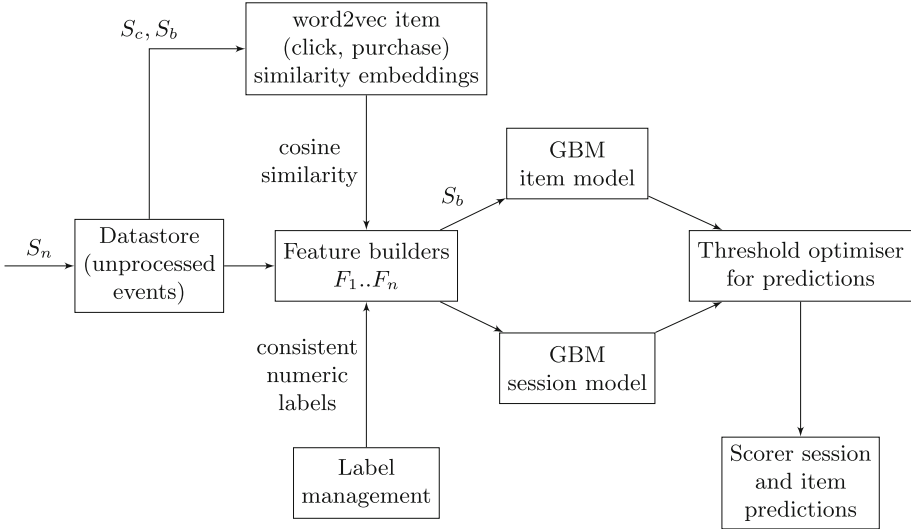 S_c, S_b
word2vec item
(click, purchase)
similarity embeddings
cosine
similarity
GBM
item model
S_b
S_n
Datastore
(unprocessed
events)
Feature builders
F_1..F_n
Threshold optimiser
for predictions
consistent
numeric
labels
GBM
session model
Label
management
Scorer session
and item
predictions